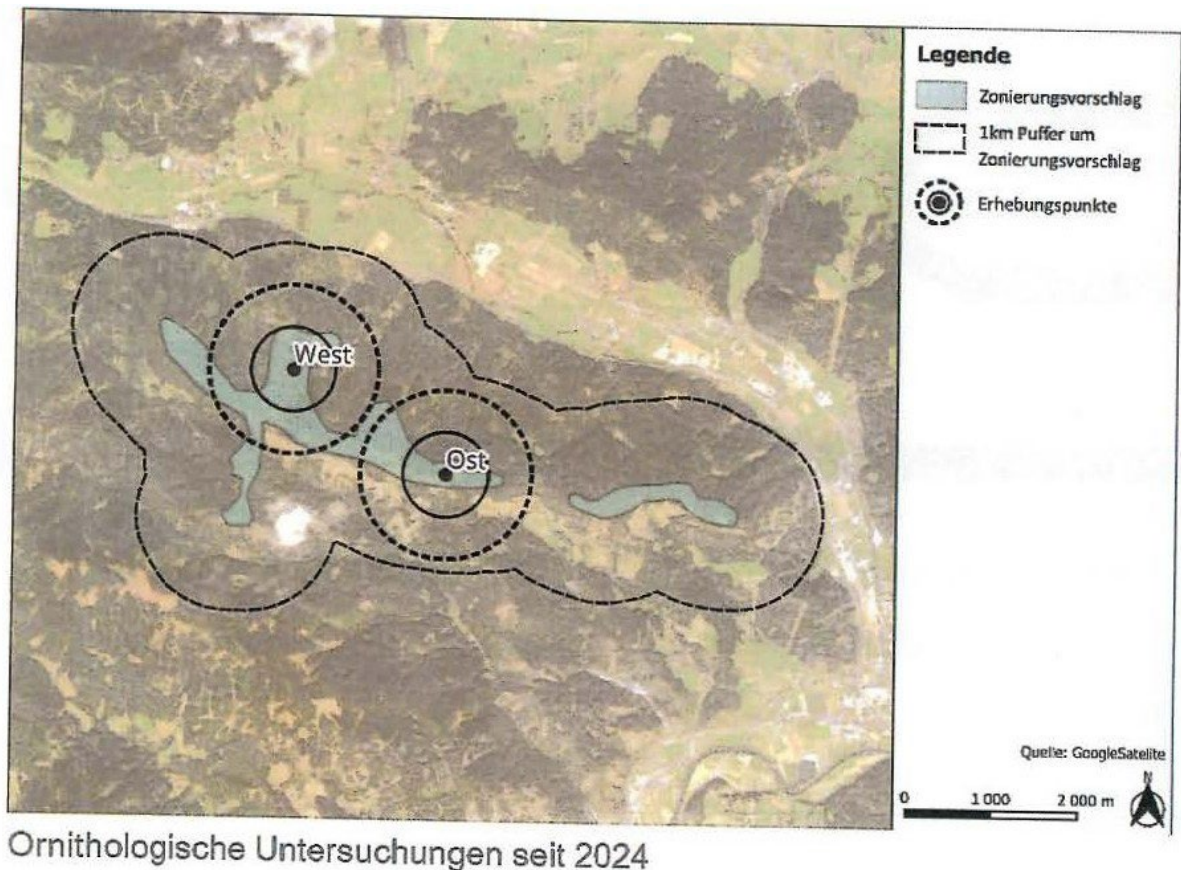 Legende
Zonierungsvorschlag
1km Puffer um
Zonierungsvorschlag
Erhebungspunkte
West
Ost
Quelle: GoogleSatelite
N
0 1 000 2 000 m
Ornithologische Untersuchungen seit 2024